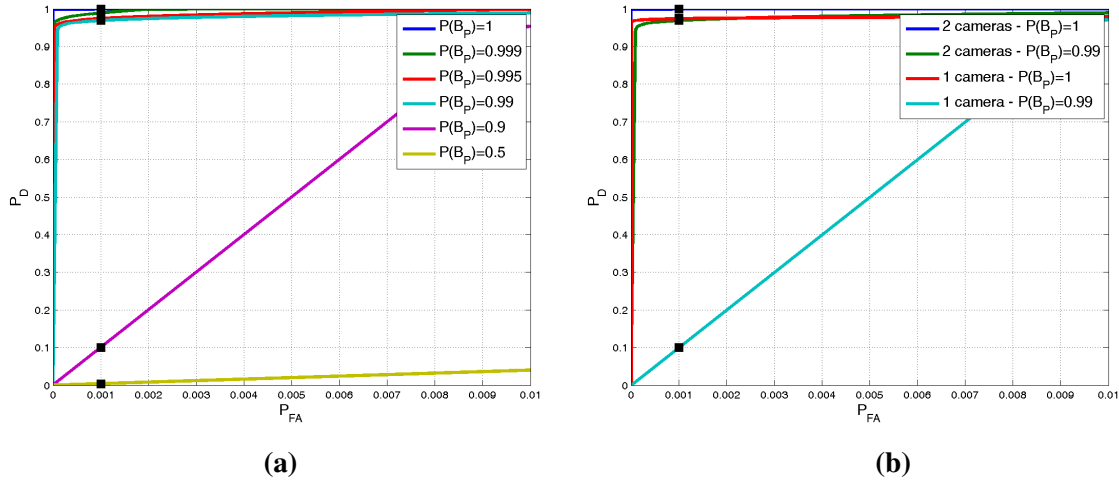 P(B_P)=1
P(B_P)=0.999
P(B_P)=0.995
P(B_P)=0.99
P(B_P)=0.9
P(B_P)=0.5
1
0.9
0.8
0.7
0.6
0.5
0.4
0.3
0.2
0.1
0
P_D
0 0.001 0.002 0.003 0.004 0.005 0.006 0.007 0.008 0.009 0.01
P_FA
(a)
2 cameras - P(B_P)=1
2 cameras - P(B_P)=0.99
1 camera - P(B_P)=1
1 camera - P(B_P)=0.99
1
0.9
0.8
0.7
0.6
0.5
0.4
0.3
0.2
0.1
0
P_D
0 0.001 0.002 0.003 0.004 0.005 0.006 0.007 0.008 0.009 0.01
P_FA
(b)